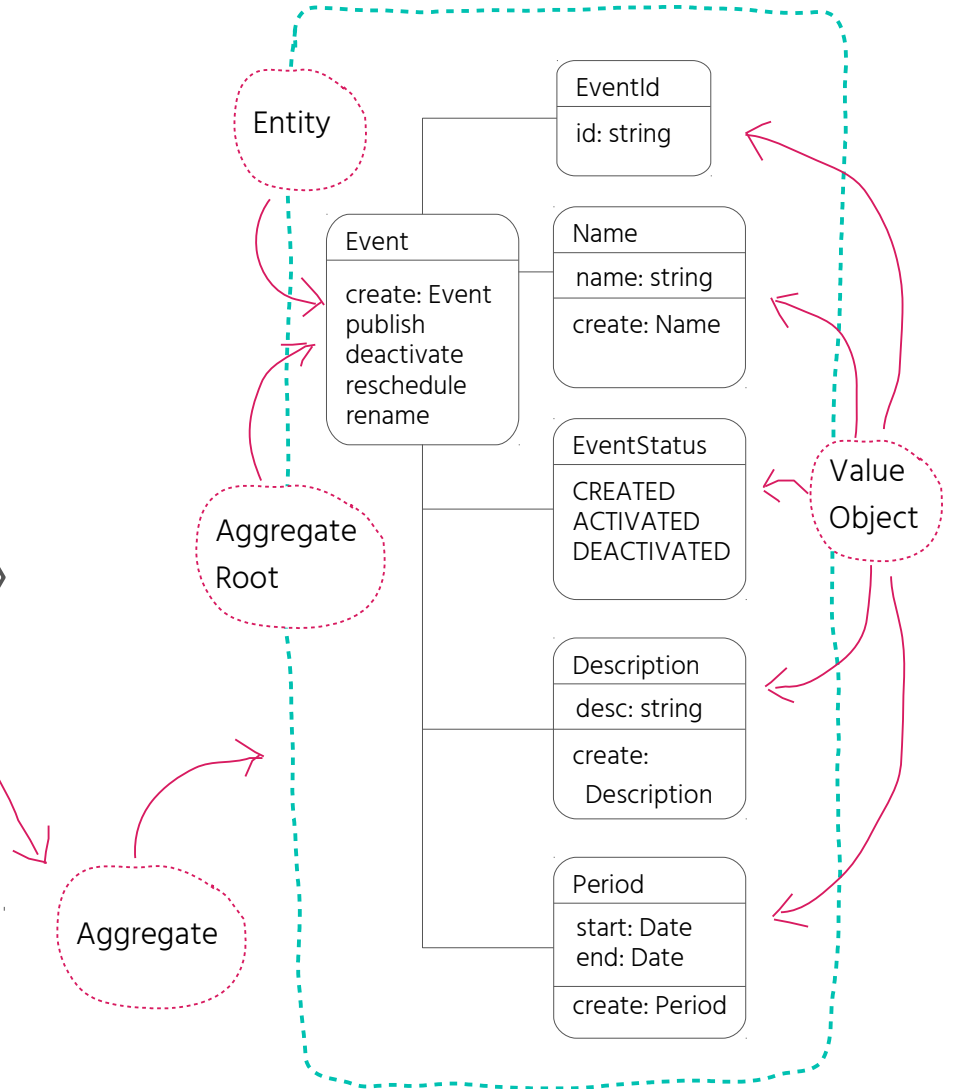 Entity
Aggregate
Root
Aggregate
Event
create: Event
publish
deactivate
reschedule
rename
EventId
id: string
Name
name: string
create: Name
EventStatus
CREATED
ACTIVATED
DEACTIVATED
Description
desc: string
create:
Description
Period
start: Date
end: Date
create: Period
Value
Object